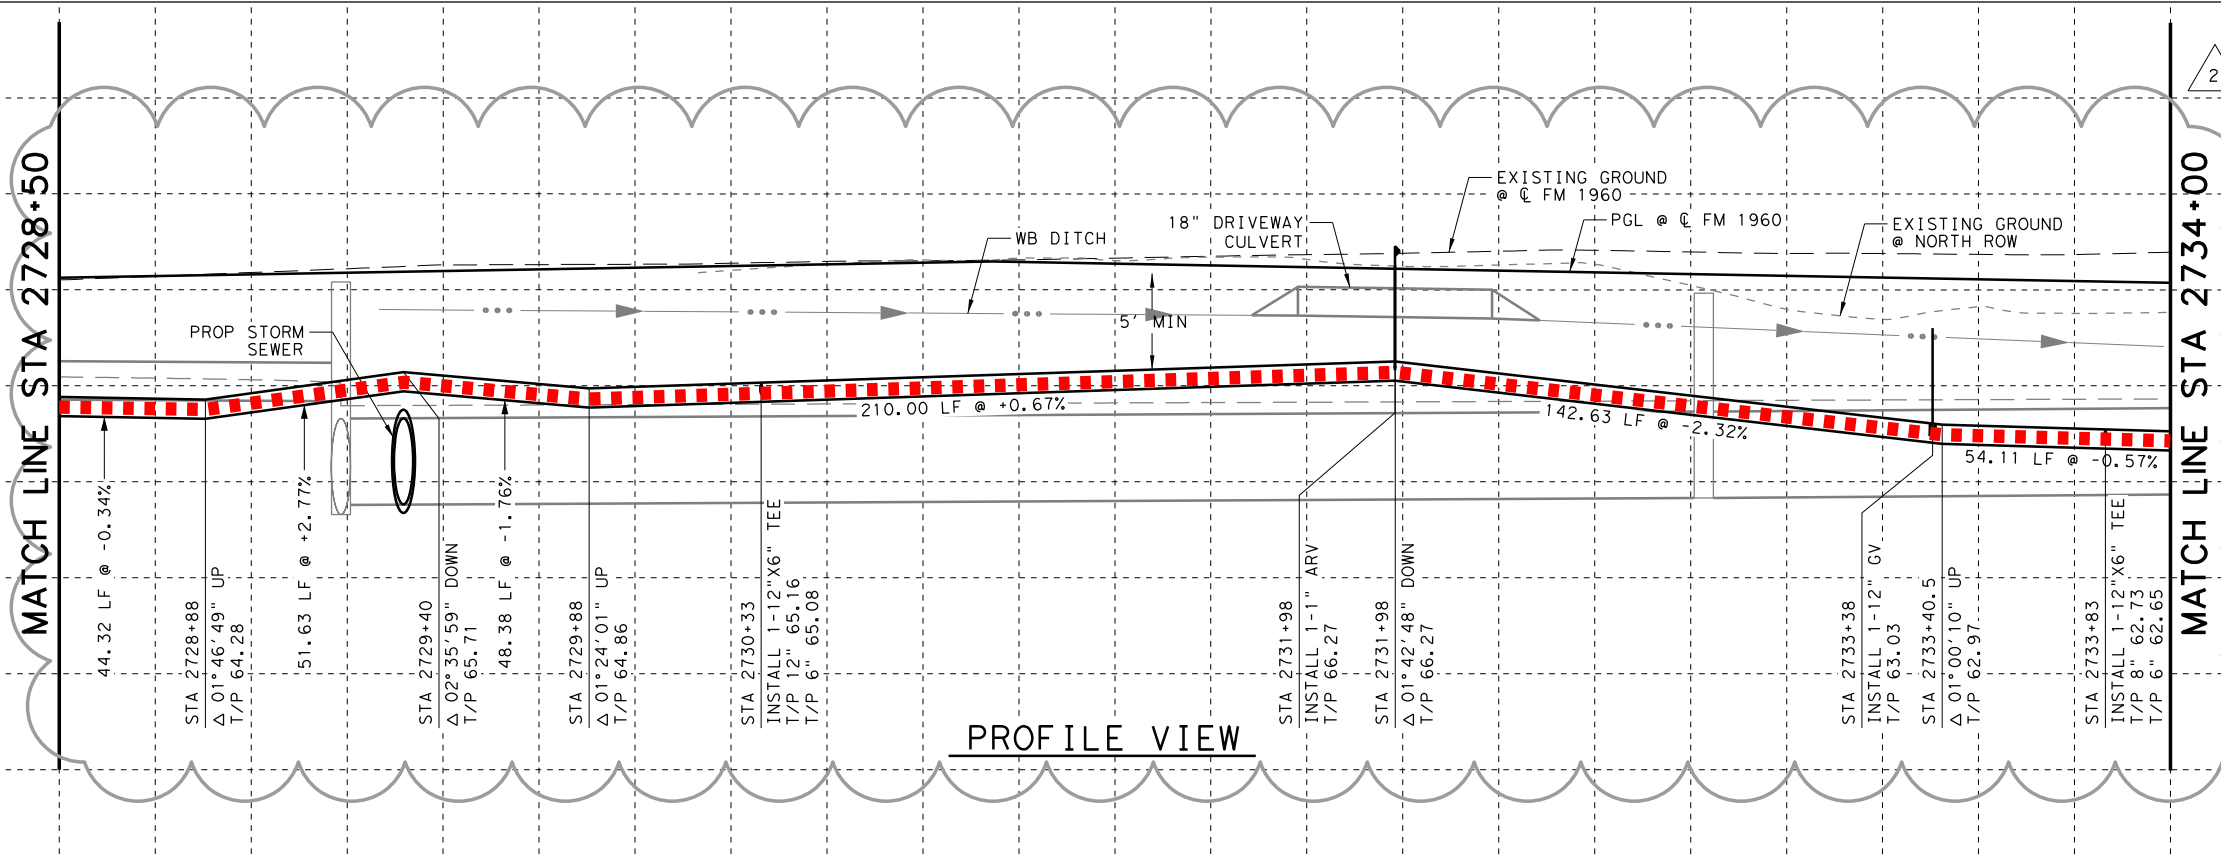 MATCH LINE STA 2728+50
MATCH LINE STA 2734+00
2
EXISTING GROUND
@ ℄ FM 1960
PGL @ ℄ FM 1960
EXISTING GROUND
@ NORTH ROW
18" DRIVEWAY
CULVERT
WB DITCH
5' MIN
PROP STORM
SEWER
210.00 LF @ +0.67%
142.63 LF @ -2.32%
54.11 LF @ -0.57%
44.32 LF @ -0.34%
STA 2728+88
Δ 01°46'49" UP
T/P 64.28
51.63 LF @ +2.77%
STA 2729+40
Δ 02°35'59" DOWN
T/P 65.71
48.38 LF @ -1.76%
STA 2729+88
Δ 01°24'01" UP
T/P 64.86
STA 2730+33
INSTALL 1-12"X6" TEE
T/P 12" 65.16
T/P 6" 65.08
STA 2731+98
INSTALL 1-1" ARV
T/P 66.27
STA 2731+98
Δ 01°42'48" DOWN
T/P 66.27
STA 2733+38
INSTALL 1-12" GV
T/P 63.03
STA 2733+40.5
Δ 01°00'10" UP
T/P 62.97
STA 2733+83
INSTALL 1-12"X6" TEE
T/P 8" 62.73
T/P 6" 62.65
PROFILE VIEW